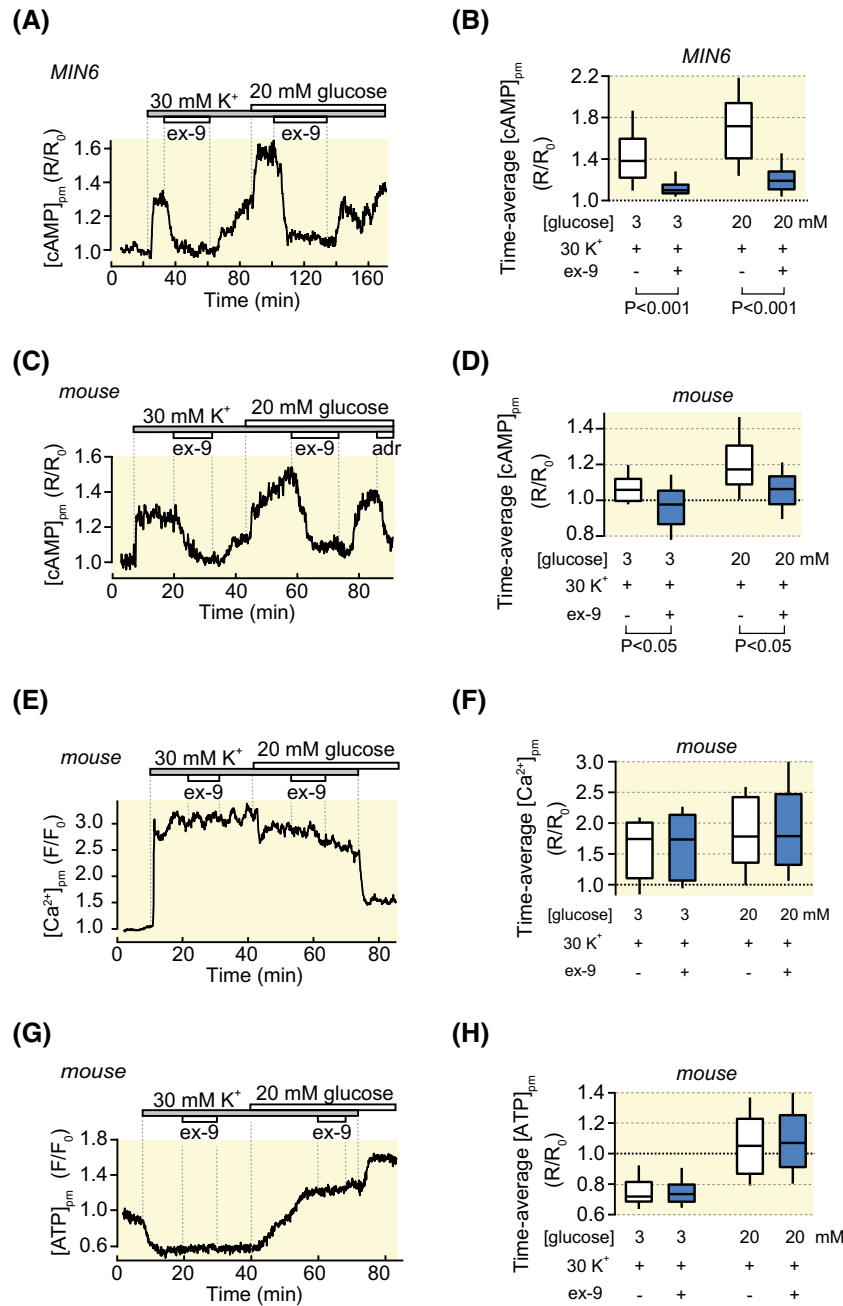 (A)
MIN6
30 mM K⁺
20 mM glucose
ex-9
ex-9
[cAMP]pm (R/R₀)
1.6
1.4
1.2
1.0
0 40 80 120 160
Time (min)
(B)
MIN6
Time-average [cAMP]pm
(R/R₀)
2.2
1.8
1.4
1.0
[glucose] 3 3 20 20 mM
30 K⁺ + + + +
ex-9 - + - +
P<0.001 P<0.001
(C)
mouse
30 mM K⁺
20 mM glucose
ex-9
ex-9
adr
[cAMP]pm (R/R₀)
1.6
1.4
1.2
1.0
0 20 40 60 80
Time (min)
(D)
mouse
Time-average [cAMP]pm
(R/R₀)
1.4
1.2
1.0
0.8
[glucose] 3 3 20 20 mM
30 K⁺ + + + +
ex-9 - + - +
P<0.05 P<0.05
(E)
mouse
30 mM K⁺
20 mM glucose
ex-9
ex-9
[Ca²⁺]pm (F/F₀)
3.0
2.5
1.5
1.0
0 20 40 60 80
Time (min)
(F)
mouse
Time-average [Ca²⁺]pm
(R/R₀)
3.0
2.5
2.0
1.5
1.0
[glucose] 3 3 20 20 mM
30 K⁺ + + + +
ex-9 - + - +
(G)
mouse
30 mM K⁺
20 mM glucose
ex-9
ex-9
[ATP]pm (F/F₀)
1.8
1.4
1.0
0.6
0 20 40 60 80
Time (min)
(H)
mouse
Time-average [ATP]pm
(R/R₀)
1.4
1.2
1.0
0.8
0.6
[glucose] 3 3 20 20 mM
30 K⁺ + + + +
ex-9 - + - +